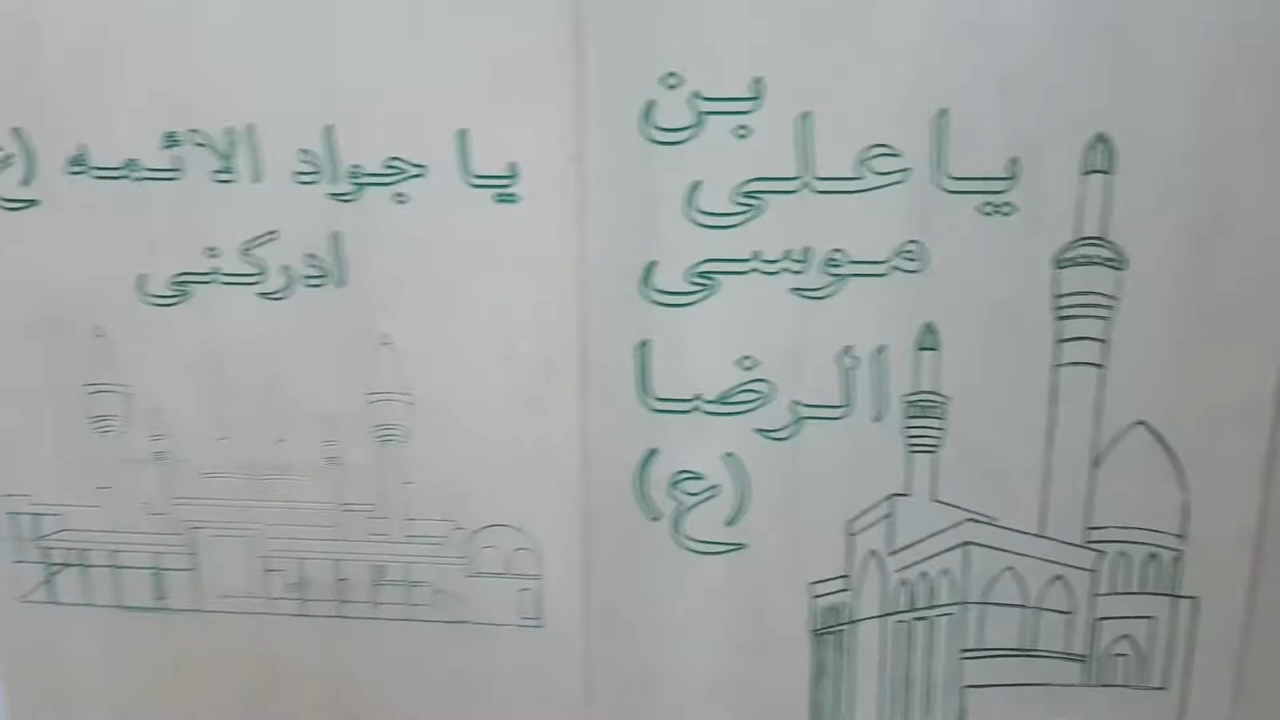 بن
یا علی
موسی
الرضا
(ع)
یا جواد الائمه (ع
ادرکنی